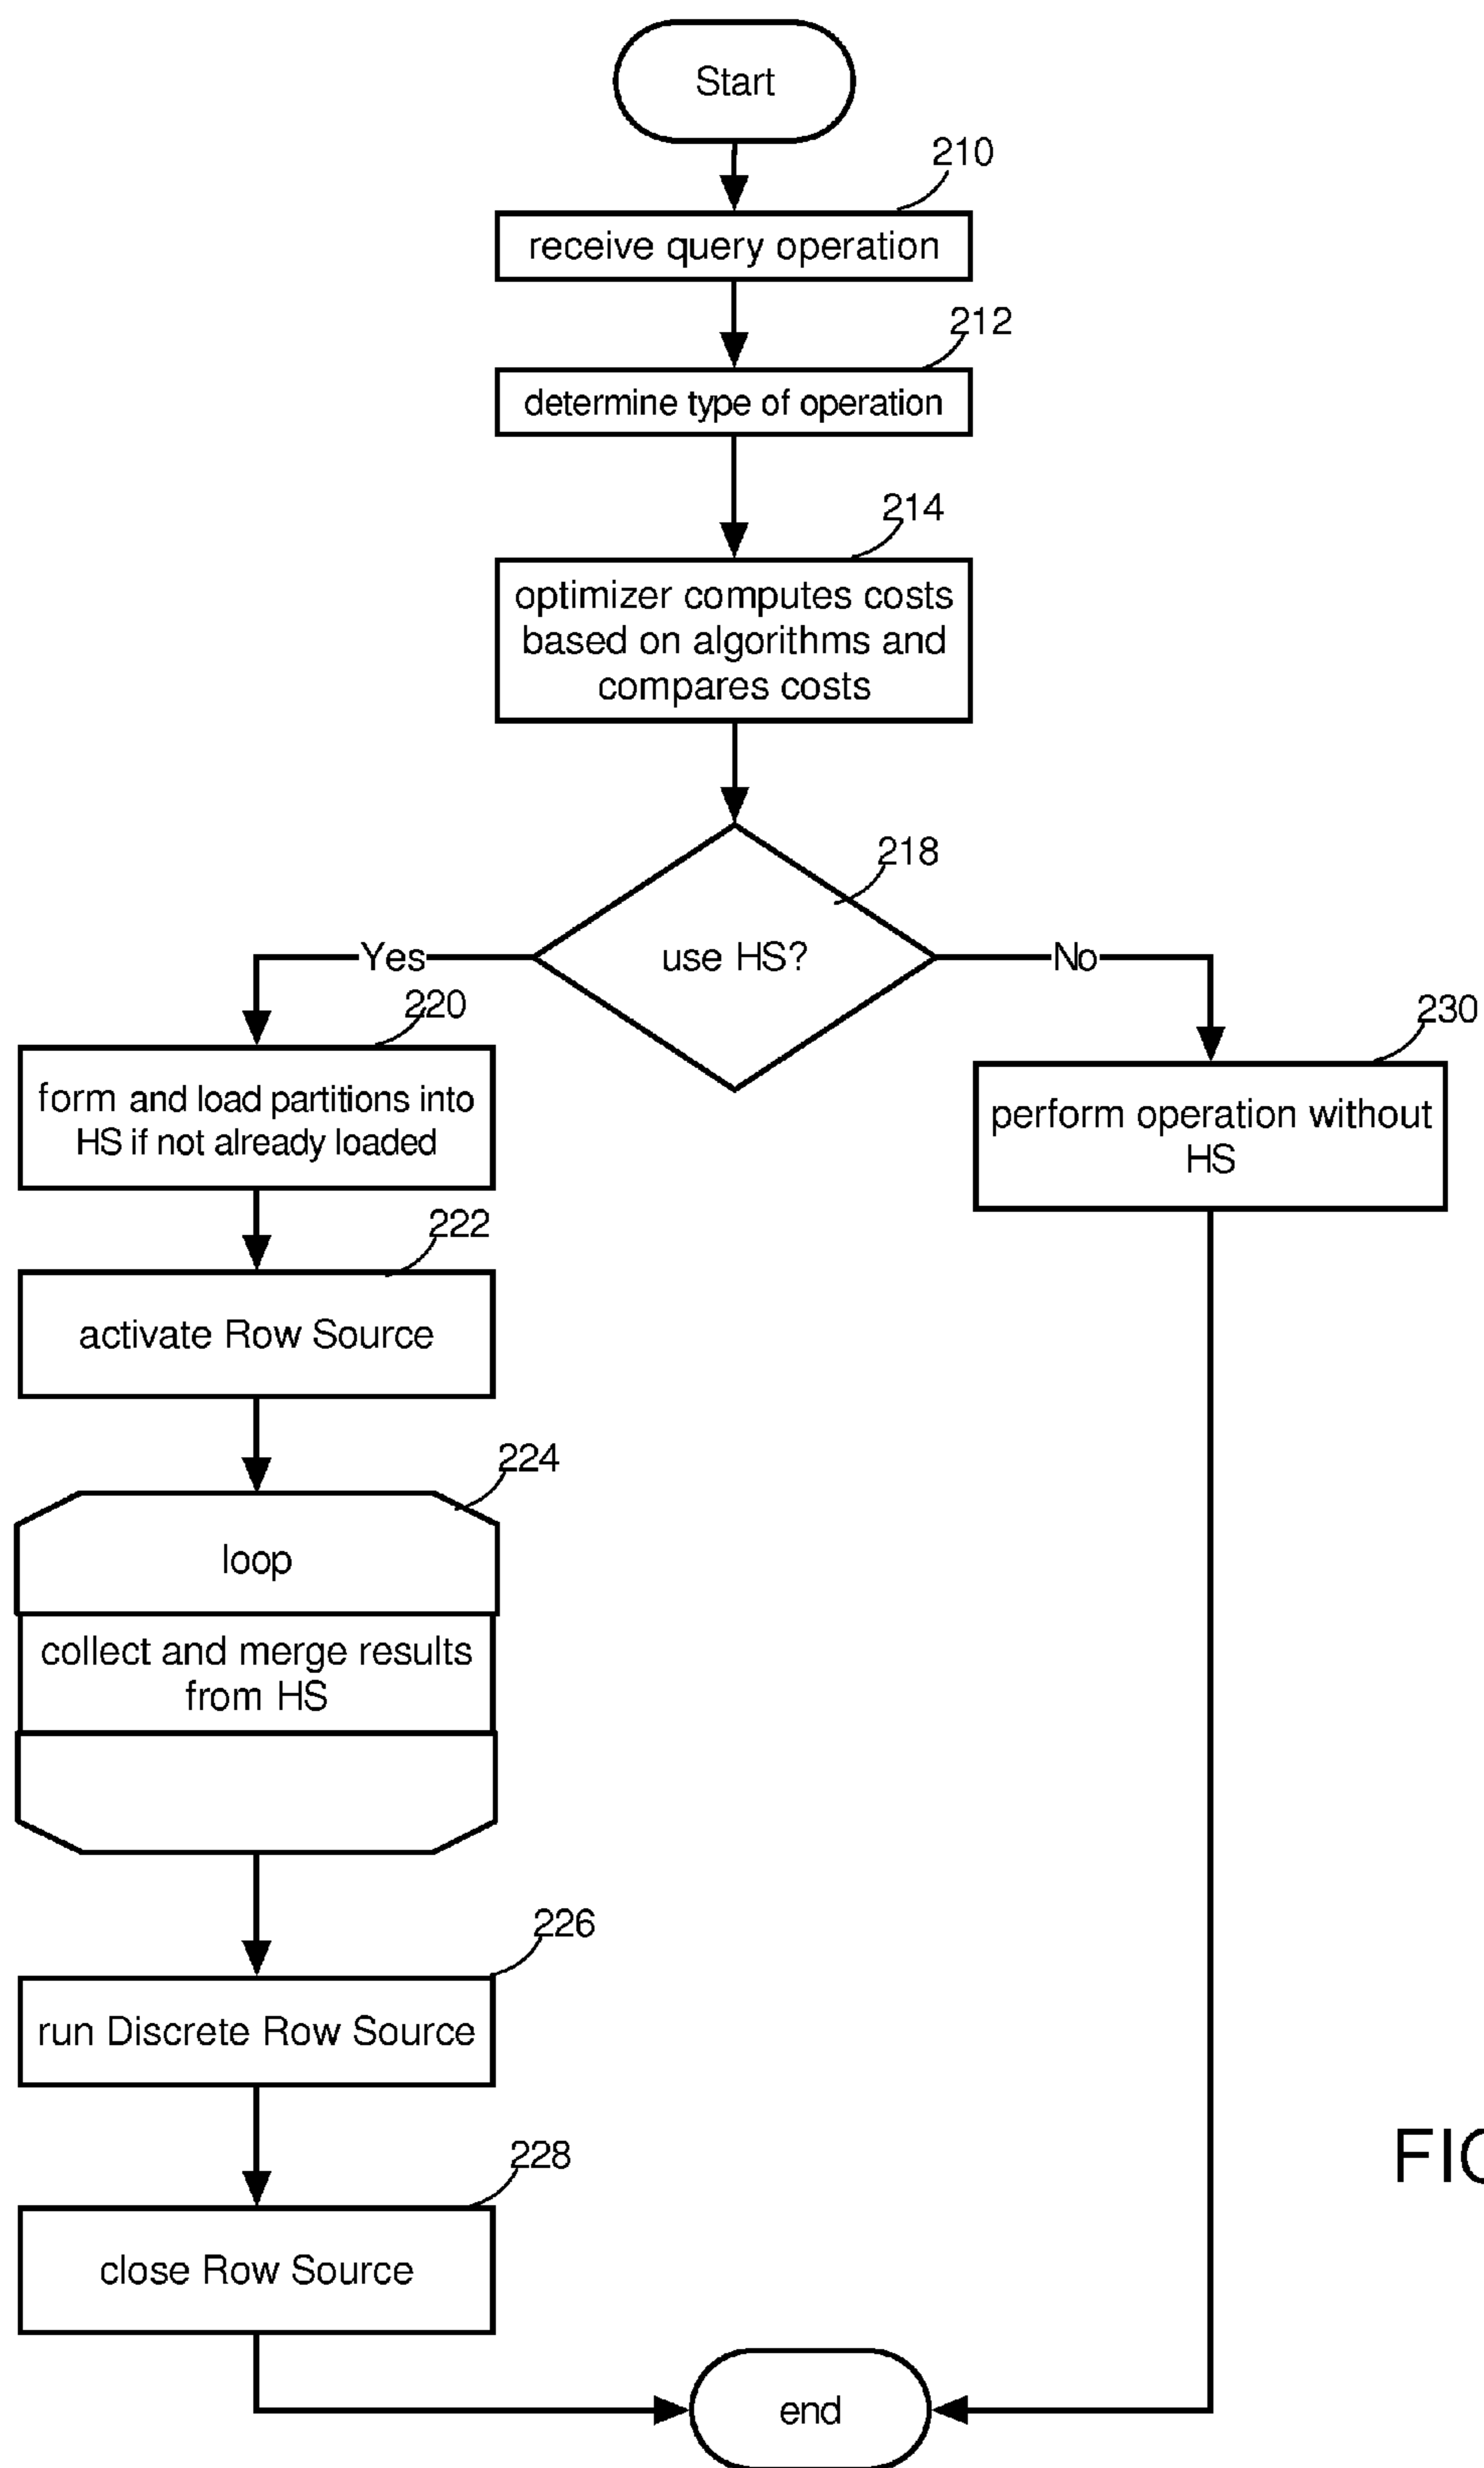 Start
210
receive query operation
212
determine type of operation
214
optimizer computes costs
based on algorithms and
compares costs
218
use HS?
Yes
No
220
form and load partitions into
HS if not already loaded
230
perform operation without
HS
222
activate Row Source
224
loop
collect and merge results
from HS
226
run Discrete Row Source
228
close Row Source
end